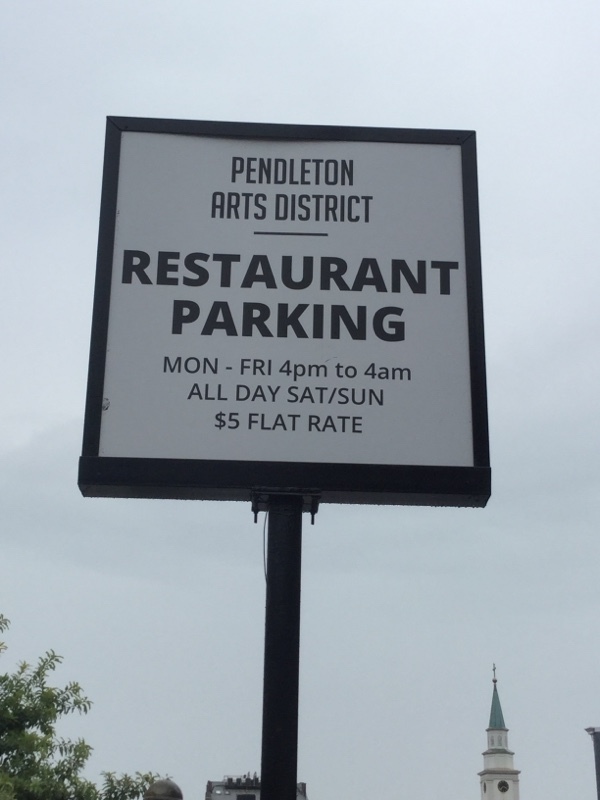 PENDLETON
ARTS DISTRICT
RESTAURANT
PARKING
MON - FRI 4pm to 4am
ALL DAY SAT/SUN
$5 FLAT RATE